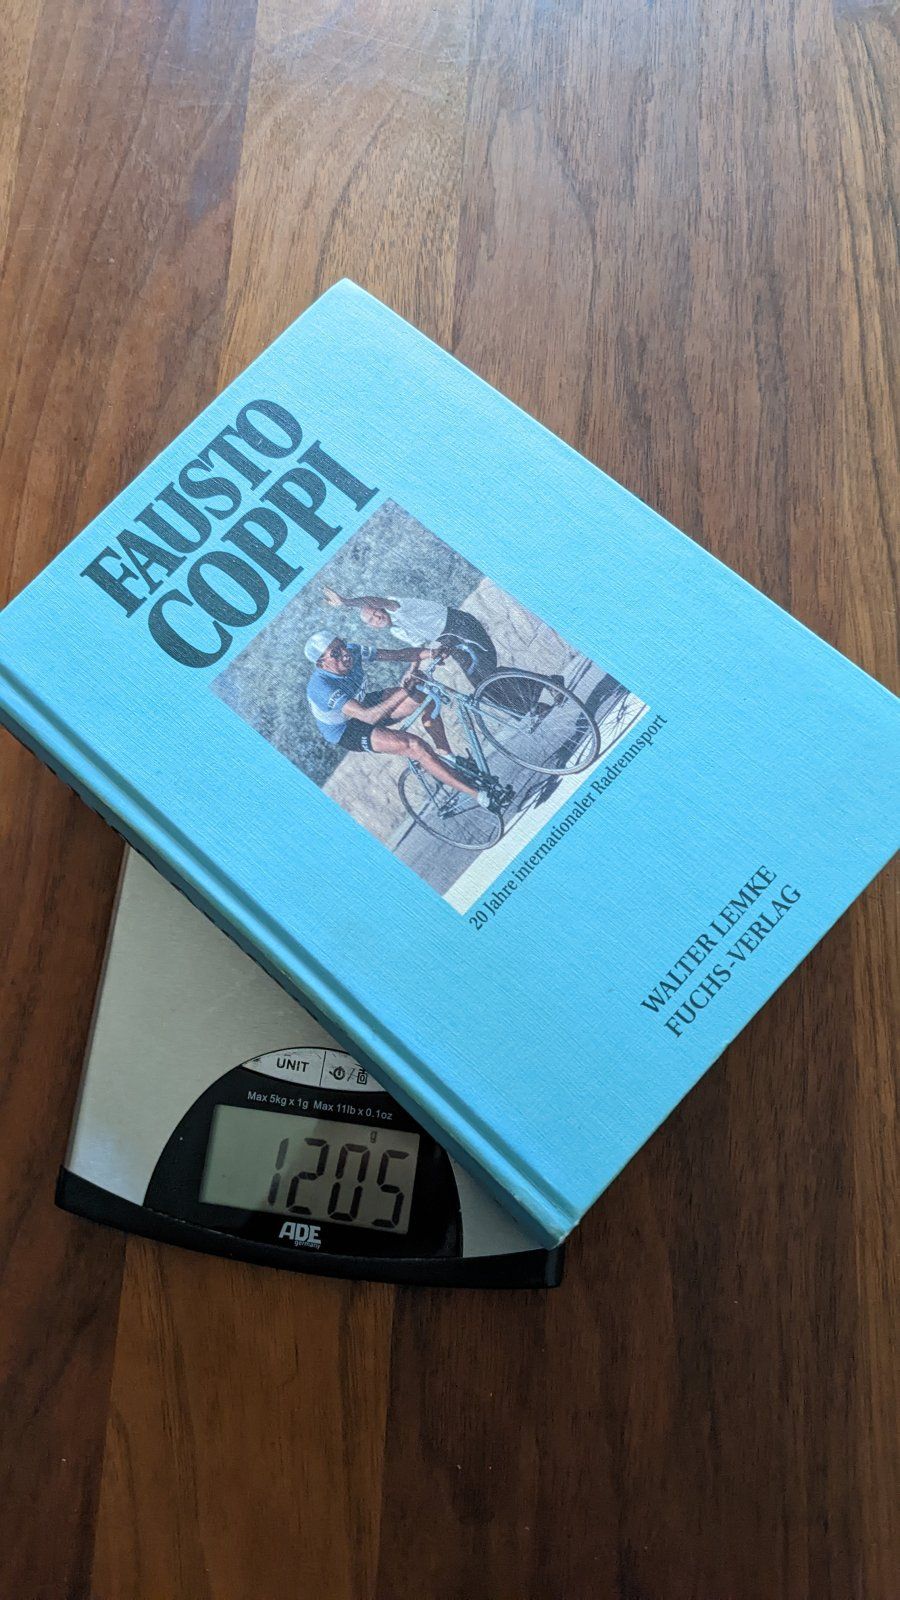 FAUSTO
COPPI
20 Jahre internationaler Radrennsport
WALTER LEMKE
FUCHS-VERLAG
UNIT
Max 5kg x 1g Max 11lb x 0.1oz
g
1205
ADE
germany